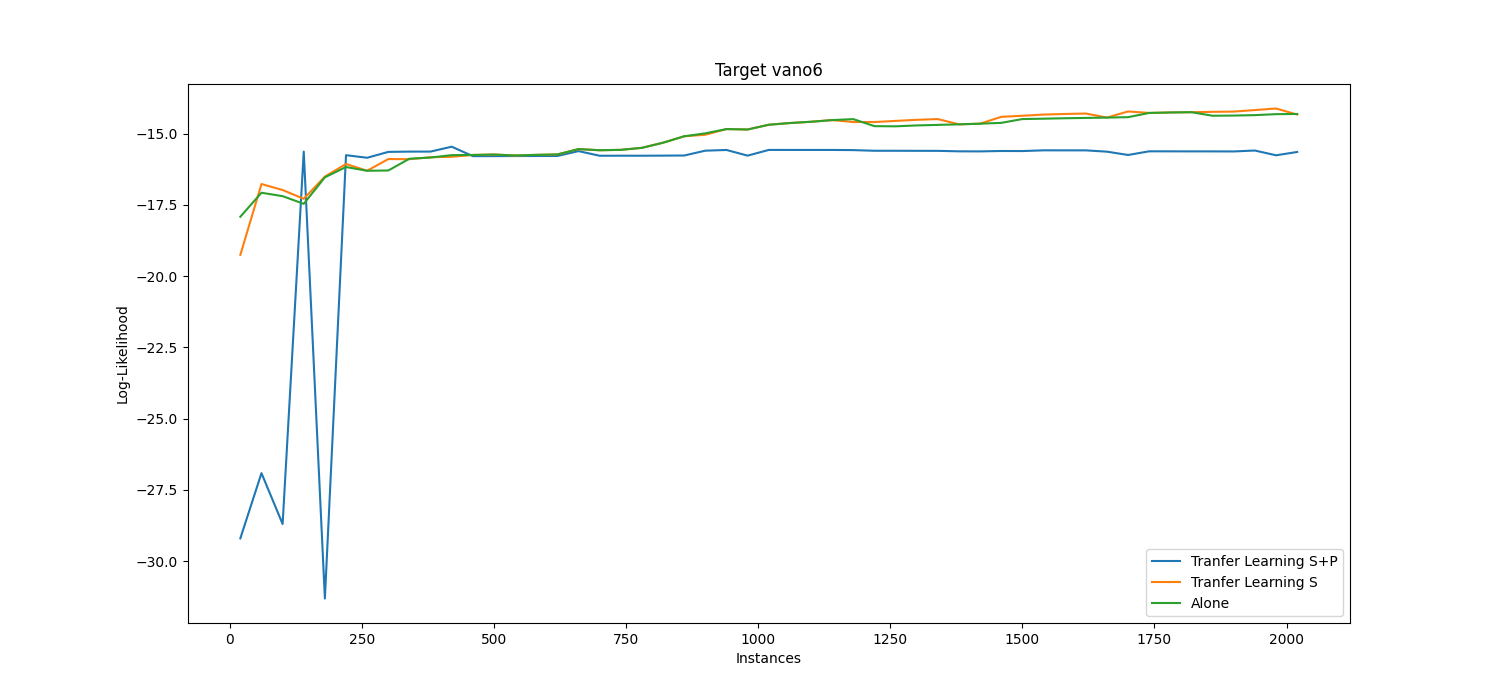 Target vano6
−15.0
−17.5
−20.0
−22.5
−25.0
−27.5
−30.0
Log-Likelihood
0 250 500 750 1000 1250 1500 1750 2000
Instances
Tranfer Learning S+P
Tranfer Learning S
Alone